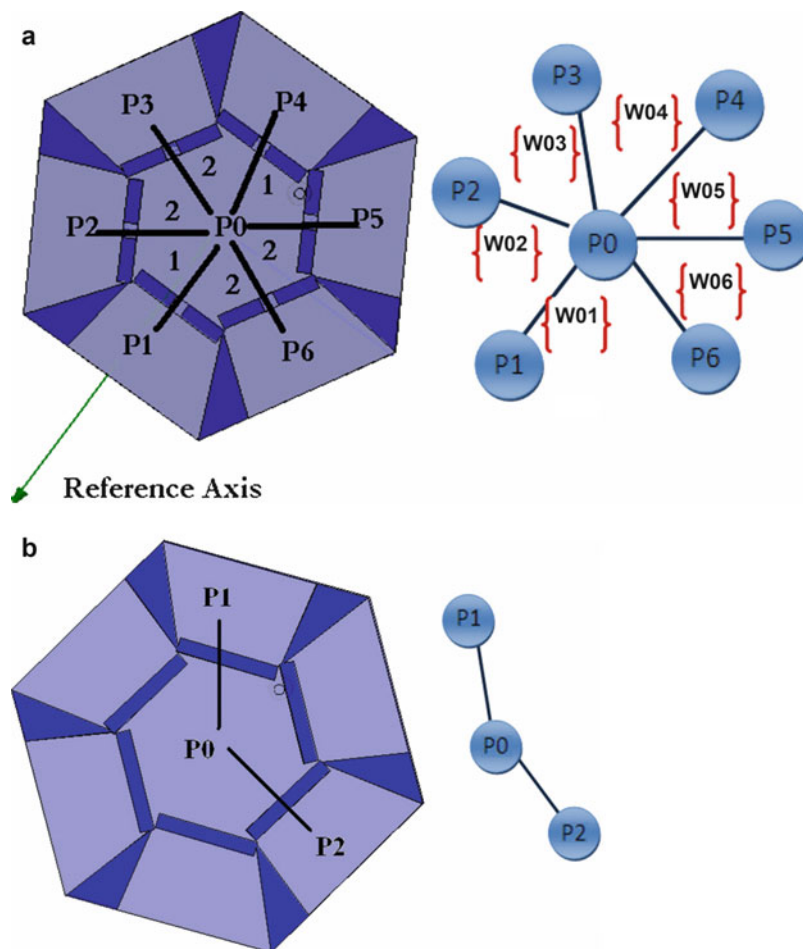 a
P3 P4
2
1
2
P2 P0 P5
1 2
2
P1 P6
Reference Axis
P3
P4
{W04}
{W03}
P2
{W05}
P0 P5
{W02}
{W06}
{W01}
P1 P6
b
P1
P0
P2
P1
P0
P2